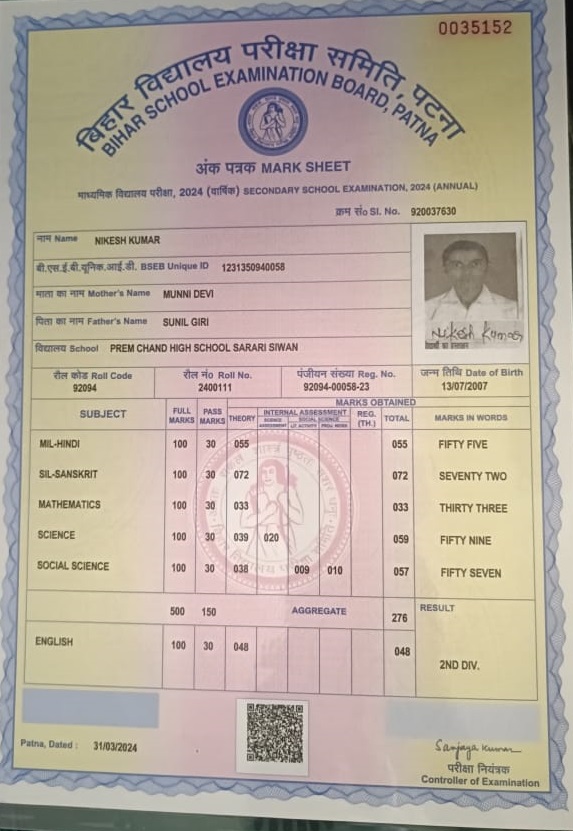 0035152
बिहार विद्यालय परीक्षा समिति, पटना
BIHAR SCHOOL EXAMINATION BOARD, PATNA
अंक पत्रक MARK SHEET
माध्यमिक विद्यालय परीक्षा, 2024 (वार्षिक) SECONDARY SCHOOL EXAMINATION, 2024 (ANNUAL)
क्रम सं० Sl. No. 920037630
नाम Name NIKESH KUMAR
बी.एस.ई.बी.यूनिक.आई.डी. BSEB Unique ID 1231350940058
माता का नाम Mother's Name MUNNI DEVI
पिता का नाम Father's Name SUNIL GIRI
Nikesh Kumar
विद्यालय School PREM CHAND HIGH SCHOOL SARARI SIWAN
रौल कोड Roll Code रौल नं० Roll No. पंजीयन संख्या Reg. No. जन्म तिथि Date of Birth
92094 2400111 92094-00058-23 13/07/2007
SUBJECT FULL MARKS PASS MARKS MARKS OBTAINED MARKS IN WORDS
THEORY INTERNAL ASSESSMENT REG. (TH.) TOTAL
SCIENCE SOCIAL SCIENCE
MIL-HINDI 100 30 055 055 FIFTY FIVE
SIL-SANSKRIT 100 30 072 072 SEVENTY TWO
MATHEMATICS 100 30 033 033 THIRTY THREE
SCIENCE 100 30 039 020 059 FIFTY NINE
SOCIAL SCIENCE 100 30 038 009 010 057 FIFTY SEVEN
500 150 AGGREGATE 276 RESULT
ENGLISH 100 30 048 048
2ND DIV.
Patna, Dated : 31/03/2024
Sanjaya Kumar
परीक्षा नियंत्रक
Controller of Examination